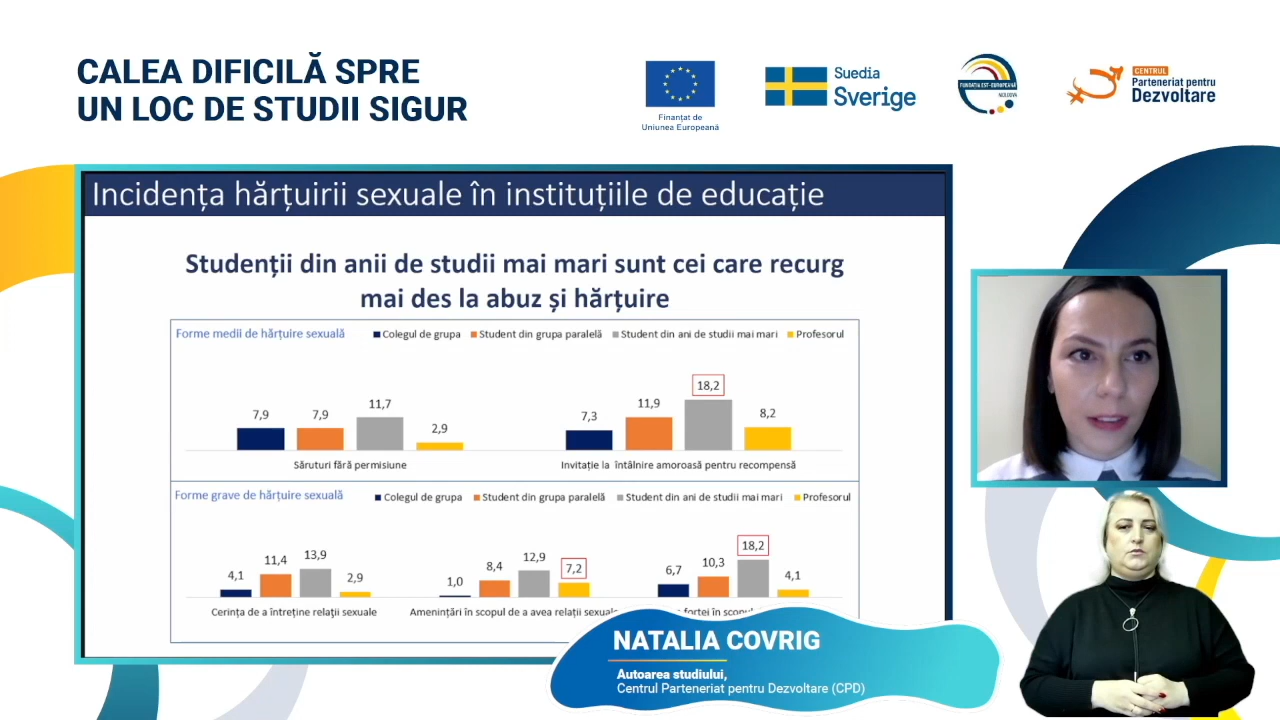 CALEA DIFICILĂ SPRE
UN LOC DE STUDII SIGUR
Finanțat de
Uniunea Europeană
Suedia
Sverige
FUNDAȚIA EST-EUROPEANĂ
MOLDOVA
CENTRUL
Parteneriat pentru
Dezvoltare
Incidența hărțuirii sexuale în instituțiile de educație
Studenții din anii de studii mai mari sunt cei care recurg
mai des la abuz și hărțuire
Forme medii de hărțuire sexuală
Colegul de grupa Student din grupa paralelă Student din ani de studii mai mari Profesorul
7,9 7,9 11,7 2,9 7,3 11,9 18,2 8,2
Săruturi fără permisiune Invitație la întâlnire amoroasă pentru recompensă
Forme grave de hărțuire sexuală
Colegul de grupa Student din grupa paralelă Student din ani de studii mai mari Profesorul
4,1 11,4 13,9 2,9 1,0 8,4 12,9 7,2 6,7 10,3 18,2 4,1
Cerința de a întreține relații sexuale Amenințări în scopul de a avea relații sexuale forței în scopul
NATALIA COVRIG
Autoarea studiului,
Centrul Parteneriat pentru Dezvoltare (CPD)